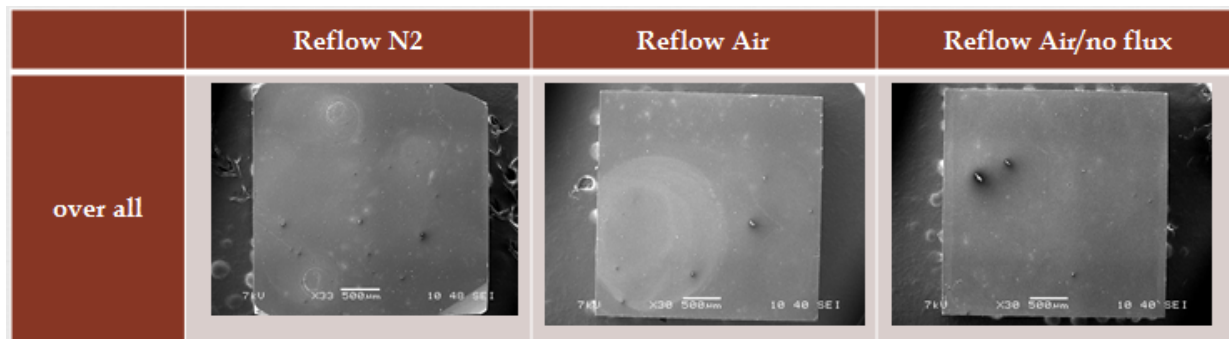 Reflow N2
Reflow Air
Reflow Air/no flux
over all
7kV X33 500µm 10 40 SEI
7kV X30 500µm 10 40 SEI
7kV X30 500µm 10 40 SEI